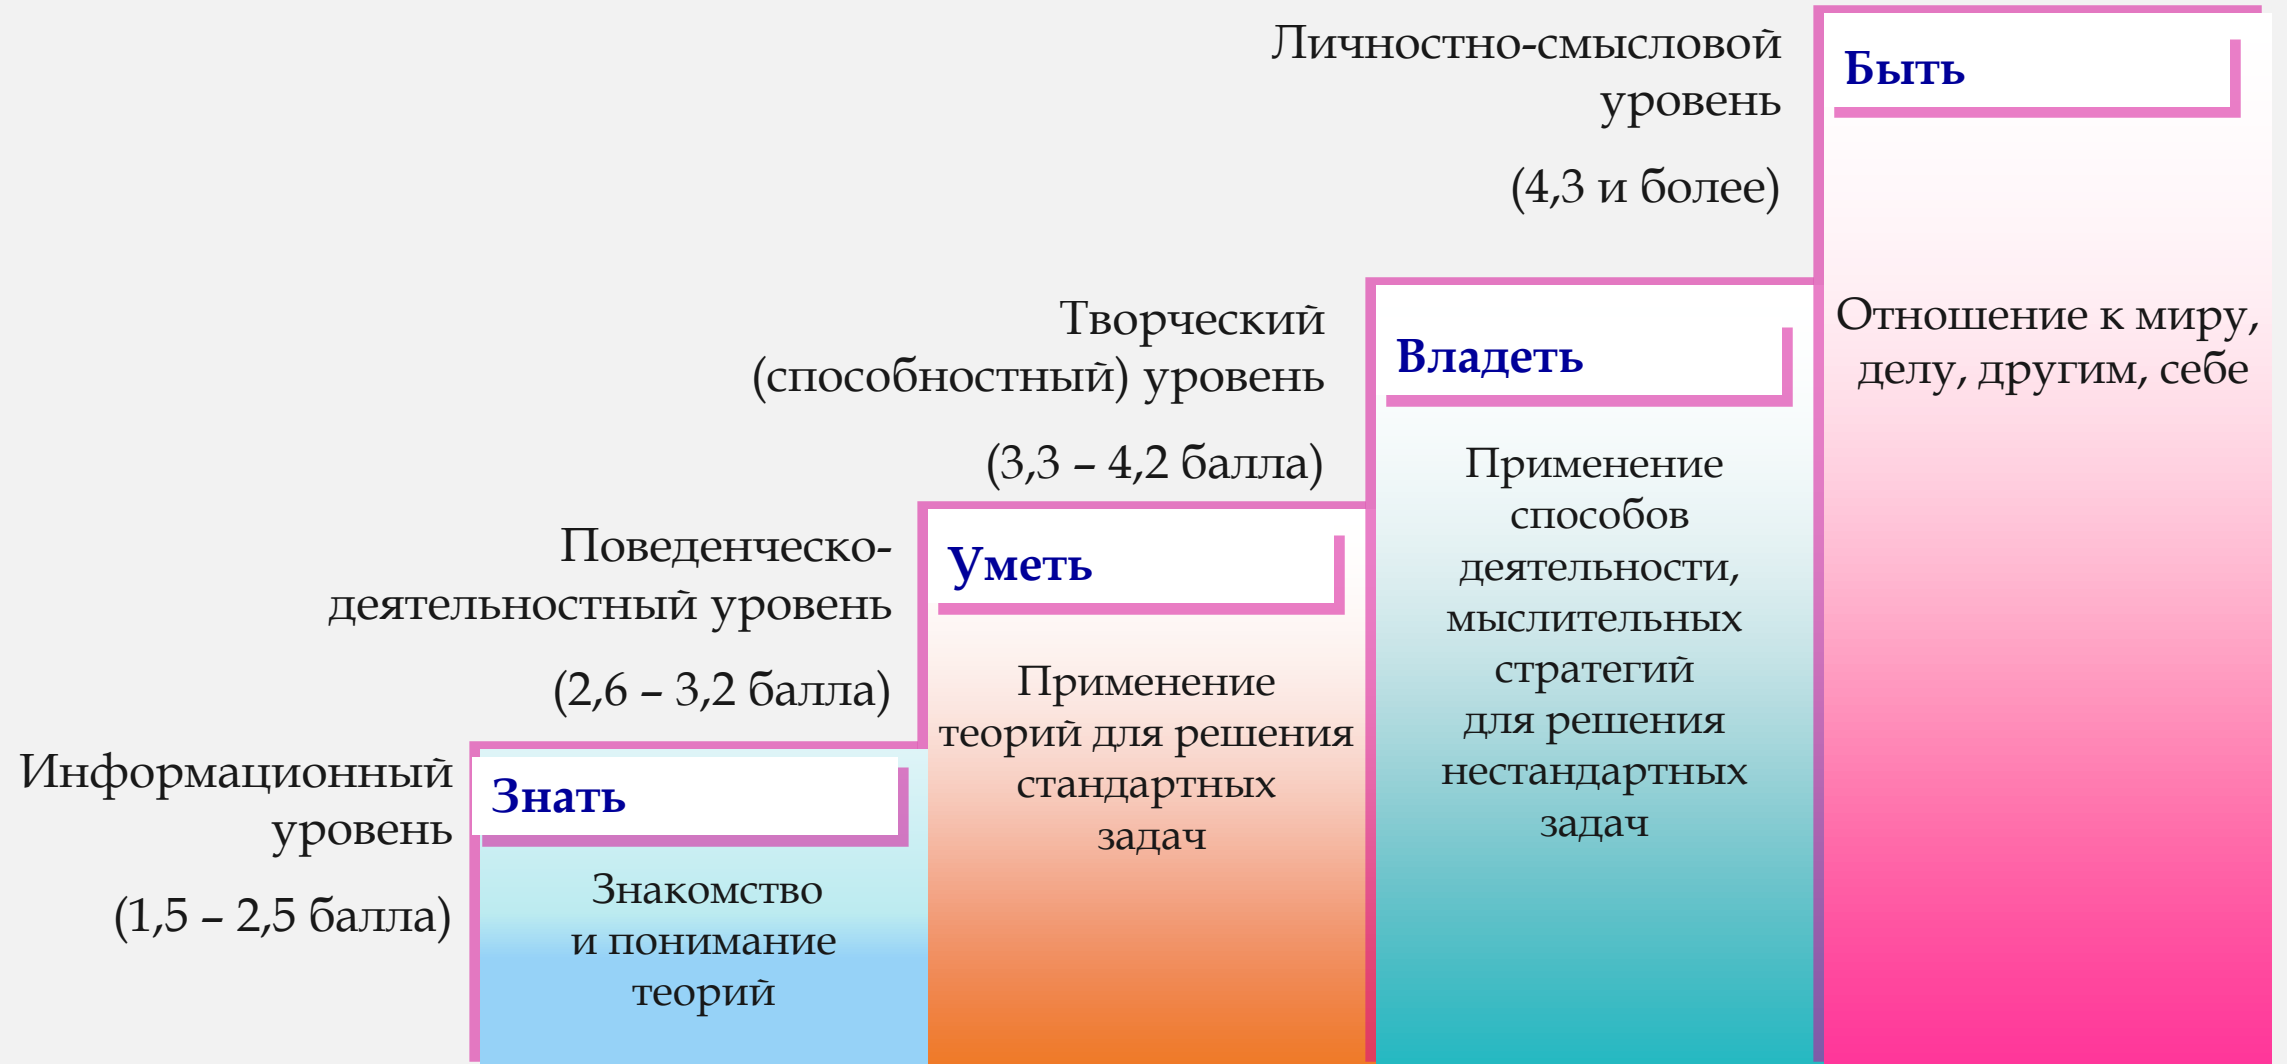 Личностно-смысловой
уровень
(4,3 и более)
Быть
Отношение к миру,
делу, другим, себе
Творческий
(способностный) уровень
(3,3 – 4,2 балла)
Владеть
Применение
способов
деятельности,
мыслительных
стратегий
для решения
нестандартных
задач
Поведенческо-
деятельностный уровень
(2,6 – 3,2 балла)
Уметь
Применение
теорий для решения
стандартных
задач
Информационный
уровень
(1,5 – 2,5 балла)
Знать
Знакомство
и понимание
теорий